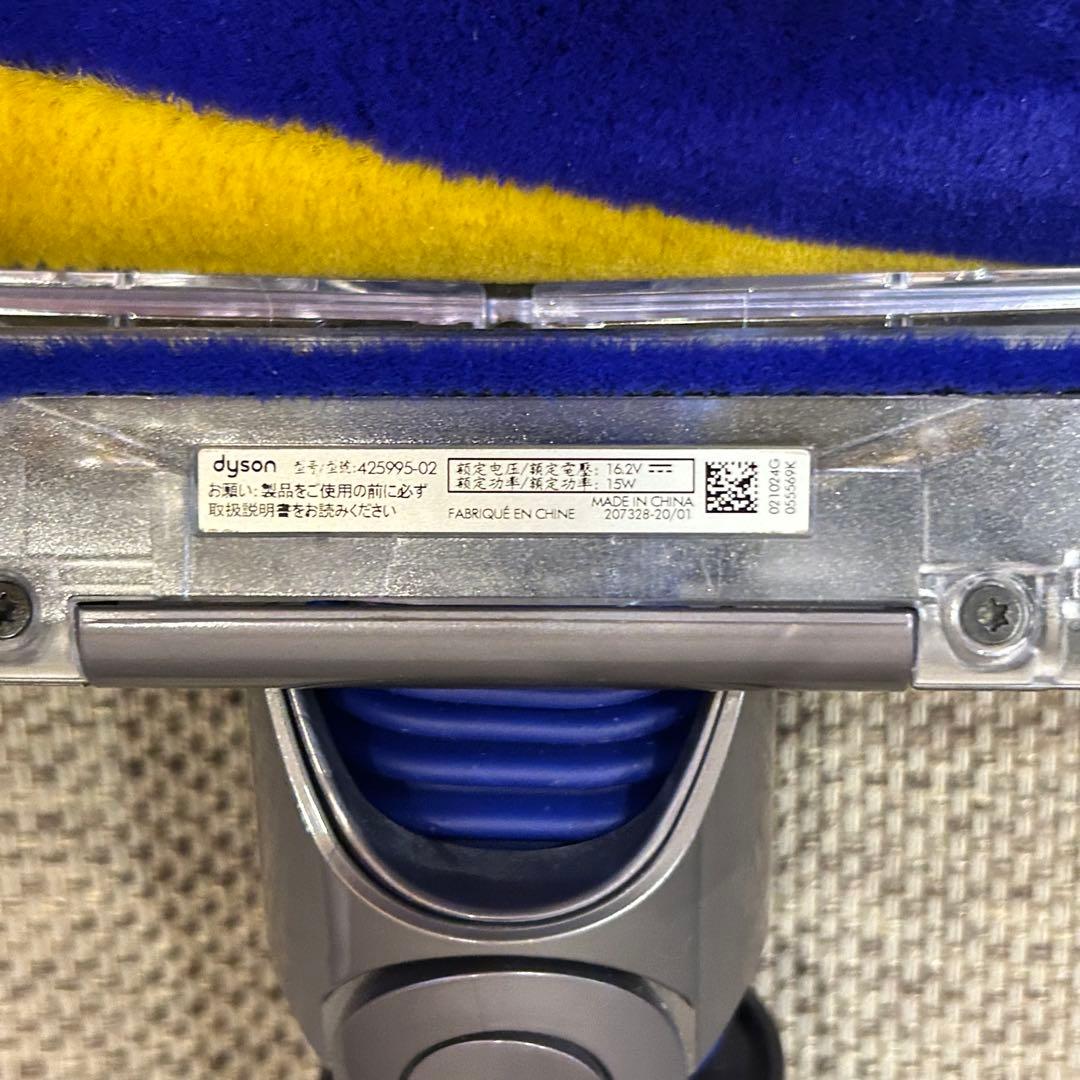 dyson 型号/型號:425995-02
お願い:製品をご使用の前に必ず
取扱説明書をお読みください
额定电压/額定電壓: 16.2V ⎓
额定功率/額定功率: 15W
MADE IN CHINA
FABRIQUÉ EN CHINE 207328-20/01
021024G
055569K